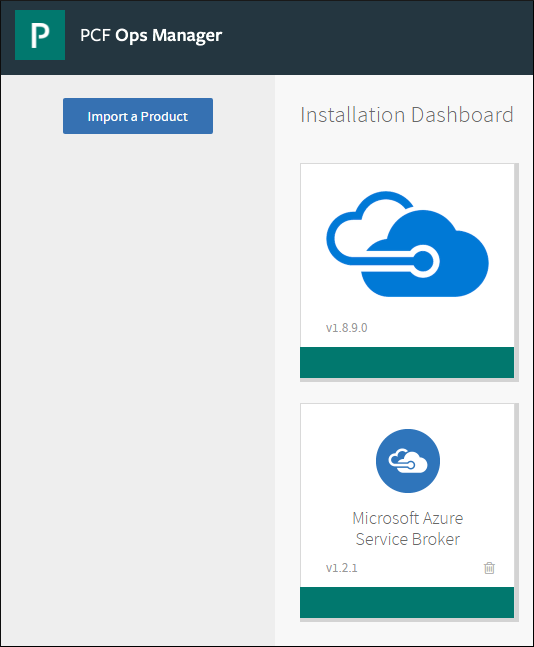 P PCF Ops Manager
Import a Product
Installation Dashboard
v1.8.9.0
Microsoft Azure
Service Broker
v1.2.1